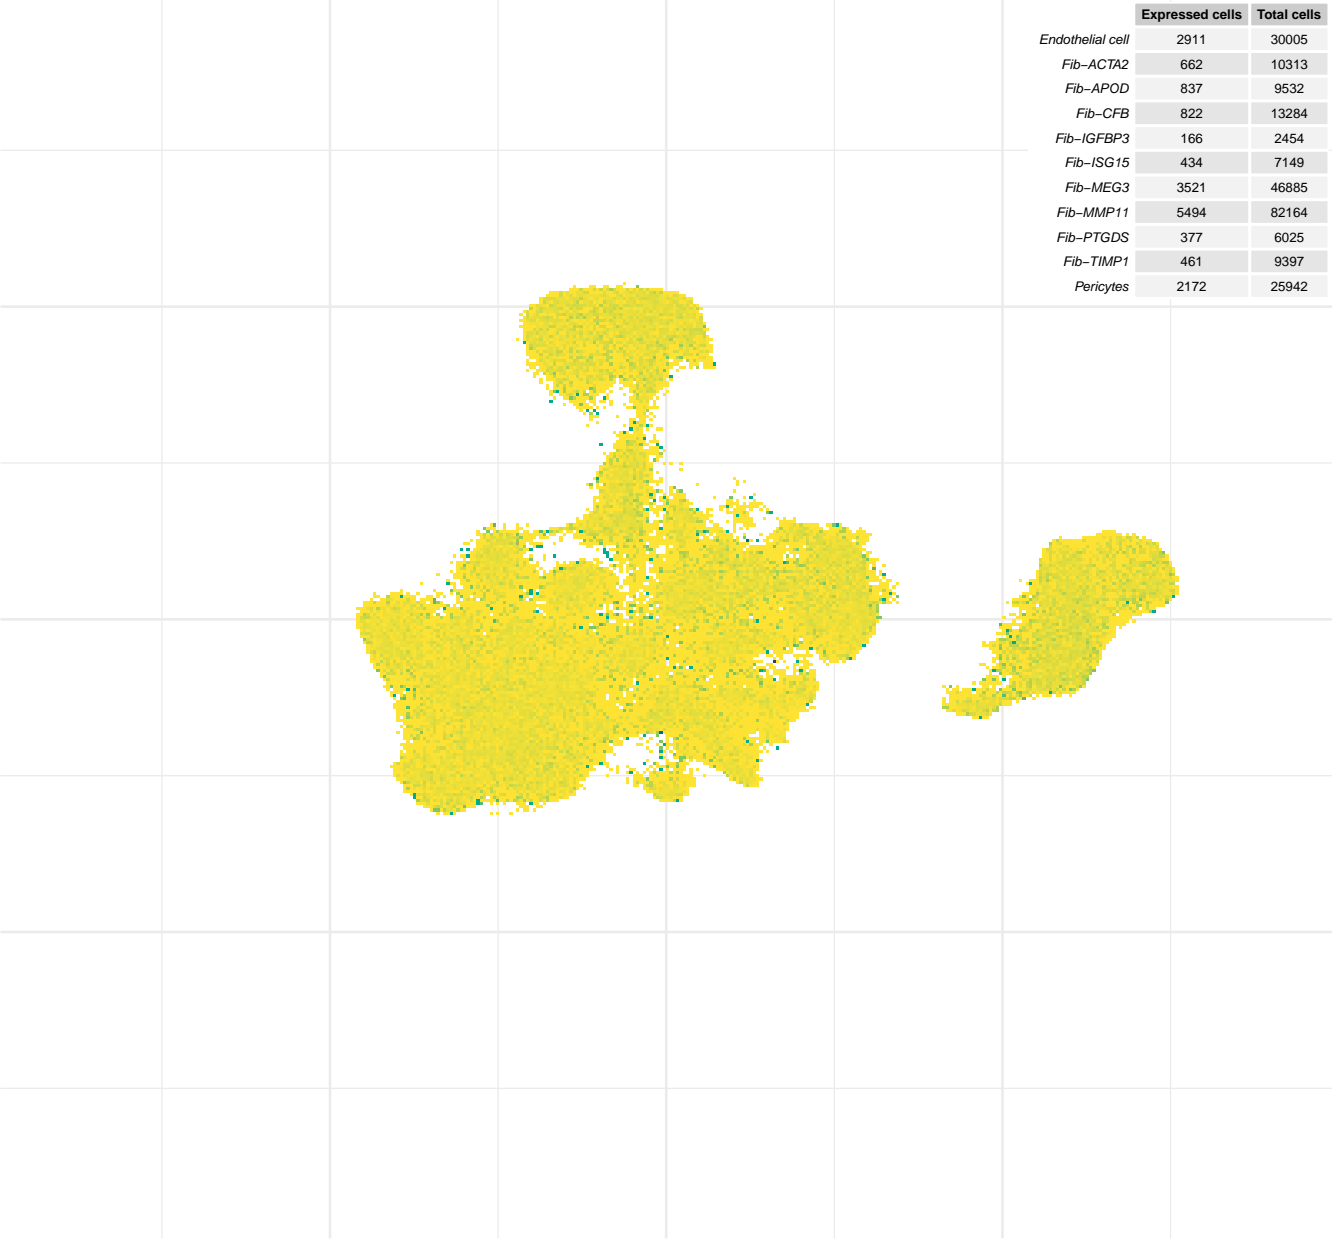 Expressed cells Total cells
Endothelial cell 2911 30005
Fib−ACTA2 662 10313
Fib−APOD 837 9532
Fib−CFB 822 13284
Fib−IGFBP3 166 2454
Fib−ISG15 434 7149
Fib−MEG3 3521 46885
Fib−MMP11 5494 82164
Fib−PTGDS 377 6025
Fib−TIMP1 461 9397
Pericytes 2172 25942